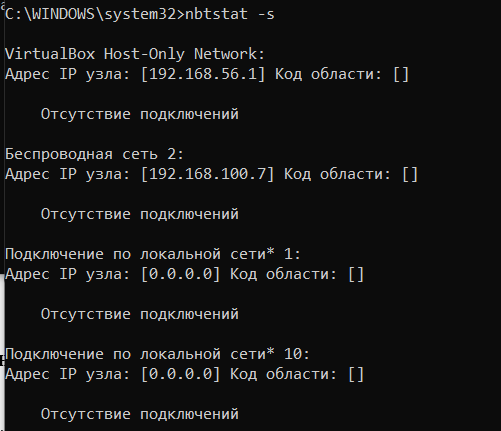 C:\WINDOWS\system32>nbtstat -s
VirtualBox Host-Only Network:
Адрес IP узла: [192.168.56.1] Код области: []
Отсутствие подключений
Беспроводная сеть 2:
Адрес IP узла: [192.168.100.7] Код области: []
Отсутствие подключений
Подключение по локальной сети* 1:
Адрес IP узла: [0.0.0.0] Код области: []
Отсутствие подключений
Подключение по локальной сети* 10:
Адрес IP узла: [0.0.0.0] Код области: []
Отсутствие подключений